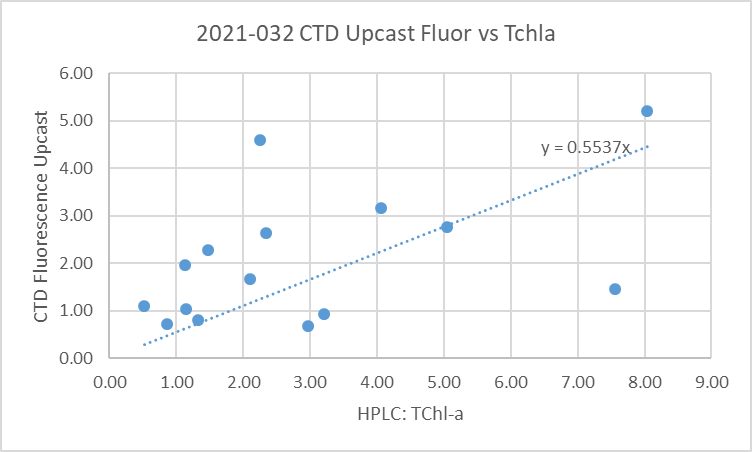 2021-032 CTD Upcast Fluor vs Tchla
6.00
5.00
4.00
3.00
2.00
1.00
0.00
CTD Fluorescence Upcast
y = 0.5537x
0.00 1.00 2.00 3.00 4.00 5.00 6.00 7.00 8.00 9.00
HPLC: TChl-a